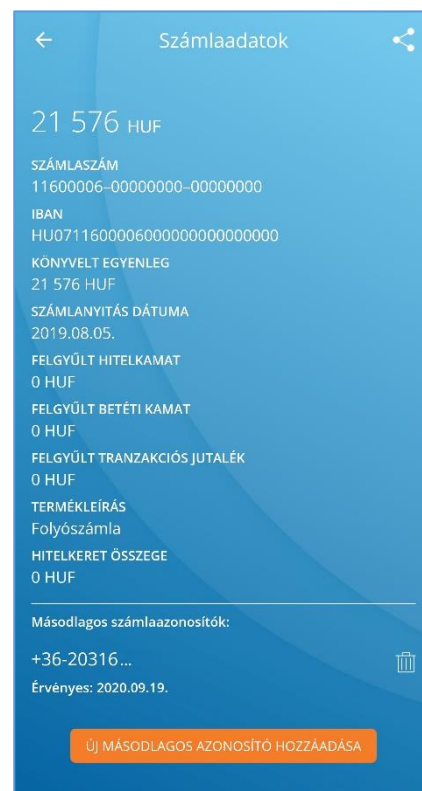 Számlaadatok
21 576 HUF
SZÁMLASZÁM
11600006–00000000–00000000
IBAN
HU07116000060000000000000000
KÖNYVELT EGYENLEG
21 576 HUF
SZÁMLANYITÁS DÁTUMA
2019.08.05.
FELGYŰLT HITELKAMAT
0 HUF
FELGYŰLT BETÉTI KAMAT
0 HUF
FELGYŰLT TRANZAKCIÓS JUTALÉK
0 HUF
TERMÉKLEÍRÁS
Folyószámla
HITELKERET ÖSSZEGE
0 HUF
Másodlagos számlaazonosítók:
+36-20316...
Érvényes: 2020.09.19.
ÚJ MÁSODLAGOS AZONOSÍTÓ HOZZÁADÁSA